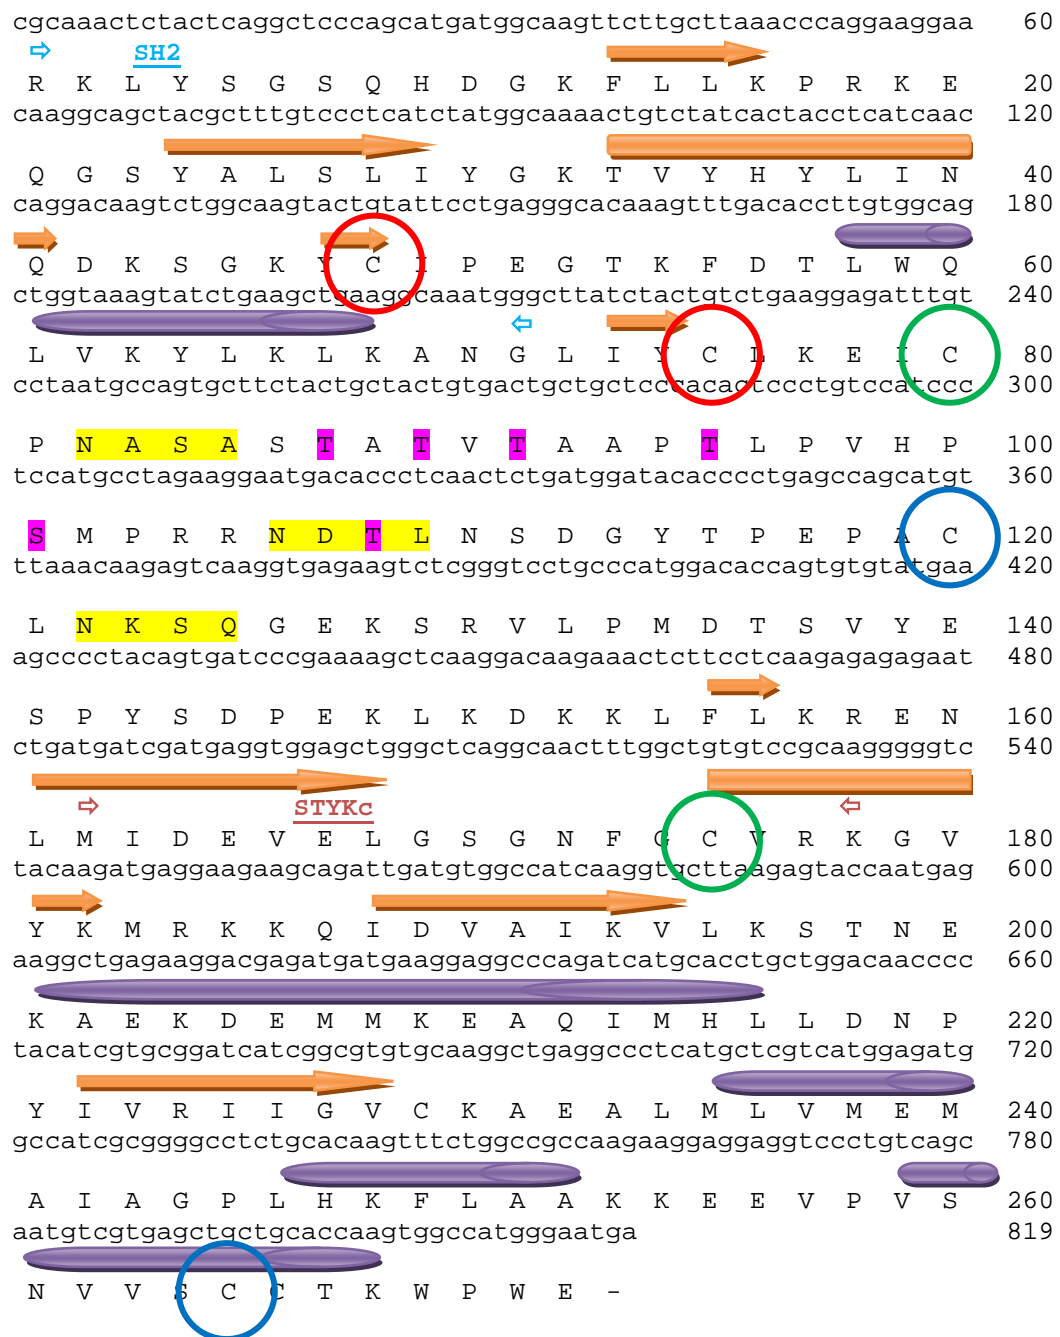 cgcaaactctactcaggctcccagcatgatggcaagttcttgcttaaacccaggaaggaa 60
SH2
R K L Y S G S Q H D G K F L L K P R K E 20
caaggcagctacgctttgtccctcatctatggcaaaactgtctatcactacctcatcaac 120
Q G S Y A L S L I Y G K T V Y H Y L I N 40
caggacaagtctggcaagtactgtattcctgagggcacaaagtttgacaccttgtggcag 180
Q D K S G K Y C I P E G T K F D T L W Q 60
ctggtaaagtatctgaagctgaaggcaaatgggcttatctactgtctgaaggagatttgt 240
L V K Y L K L K A N G L I Y C L K E I C 80
cctaatgccagtgcttctactgctactgtgactgctgctcccacactccctgtccatccc 300
P N A S A S T A T V T A A P T L P V H P 100
tccatgcctagaaggaatgacaccctcaactctgatggatacacccctgagccagcatgt 360
S M P R R N D T L N S D G Y T P E P A C 120
ttaaacaagagtcaaggtgagaagtctcgggtcctgcccatggacaccagtgtgtatgaa 420
L N K S Q G E K S R V L P M D T S V Y E 140
agcccctacagtgatcccgaaaagctcaaggacaagaaactcttcctcaagagagagaat 480
S P Y S D P E K L K D K K L F L K R E N 160
ctgatgatcgatgaggtggagctgggctcaggcaactttggctgtgtccgcaagggggtc 540
STYKc
L M I D E V E L G S G N F G C V R K G V 180
tacaagatgaggaagaagcagattgatgtggccatcaaggtgcttaagagtaccaatgag 600
Y K M R K K Q I D V A I K V L K S T N E 200
aaggctgagaaggacgagatgatgaaggaggcccagatcatgcacctgctggacaacccc 660
K A E K D E M M K E A Q I M H L L D N P 220
tacatcgtgcggatcatcggcgtgtgcaaggctgaggccctcatgctcgtcatggagatg 720
Y I V R I I G V C K A E A L M L V M E M 240
gccatcgcggggcctctgcacaagtttctggccgccaagaaggaggaggtccctgtcagc 780
A I A G P L H K F L A A K K E E V P V S 260
aatgtcgtgagctgctgcaccaagtggccatgggaatga 819
N V V S C C T K W P W E -